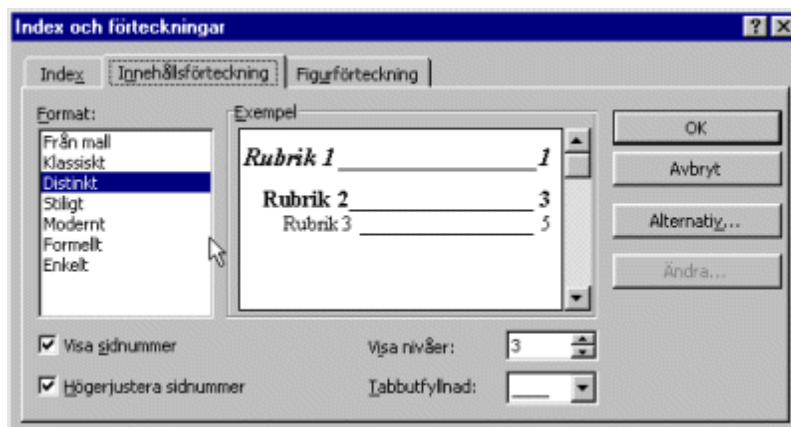 Index och förteckningar
Index Innehållsförteckning Figurförteckning
Format:
Från mall
Klassiskt
Distinkt
Stiligt
Modernt
Formellt
Enkelt
Exempel
Rubrik 1 1
Rubrik 2 3
Rubrik 3 5
OK
Avbryt
Alternativ...
Ändra...
Visa sidnummer
Högerjustera sidnummer
Visa nivåer: 3
Tabbutfyllnad: